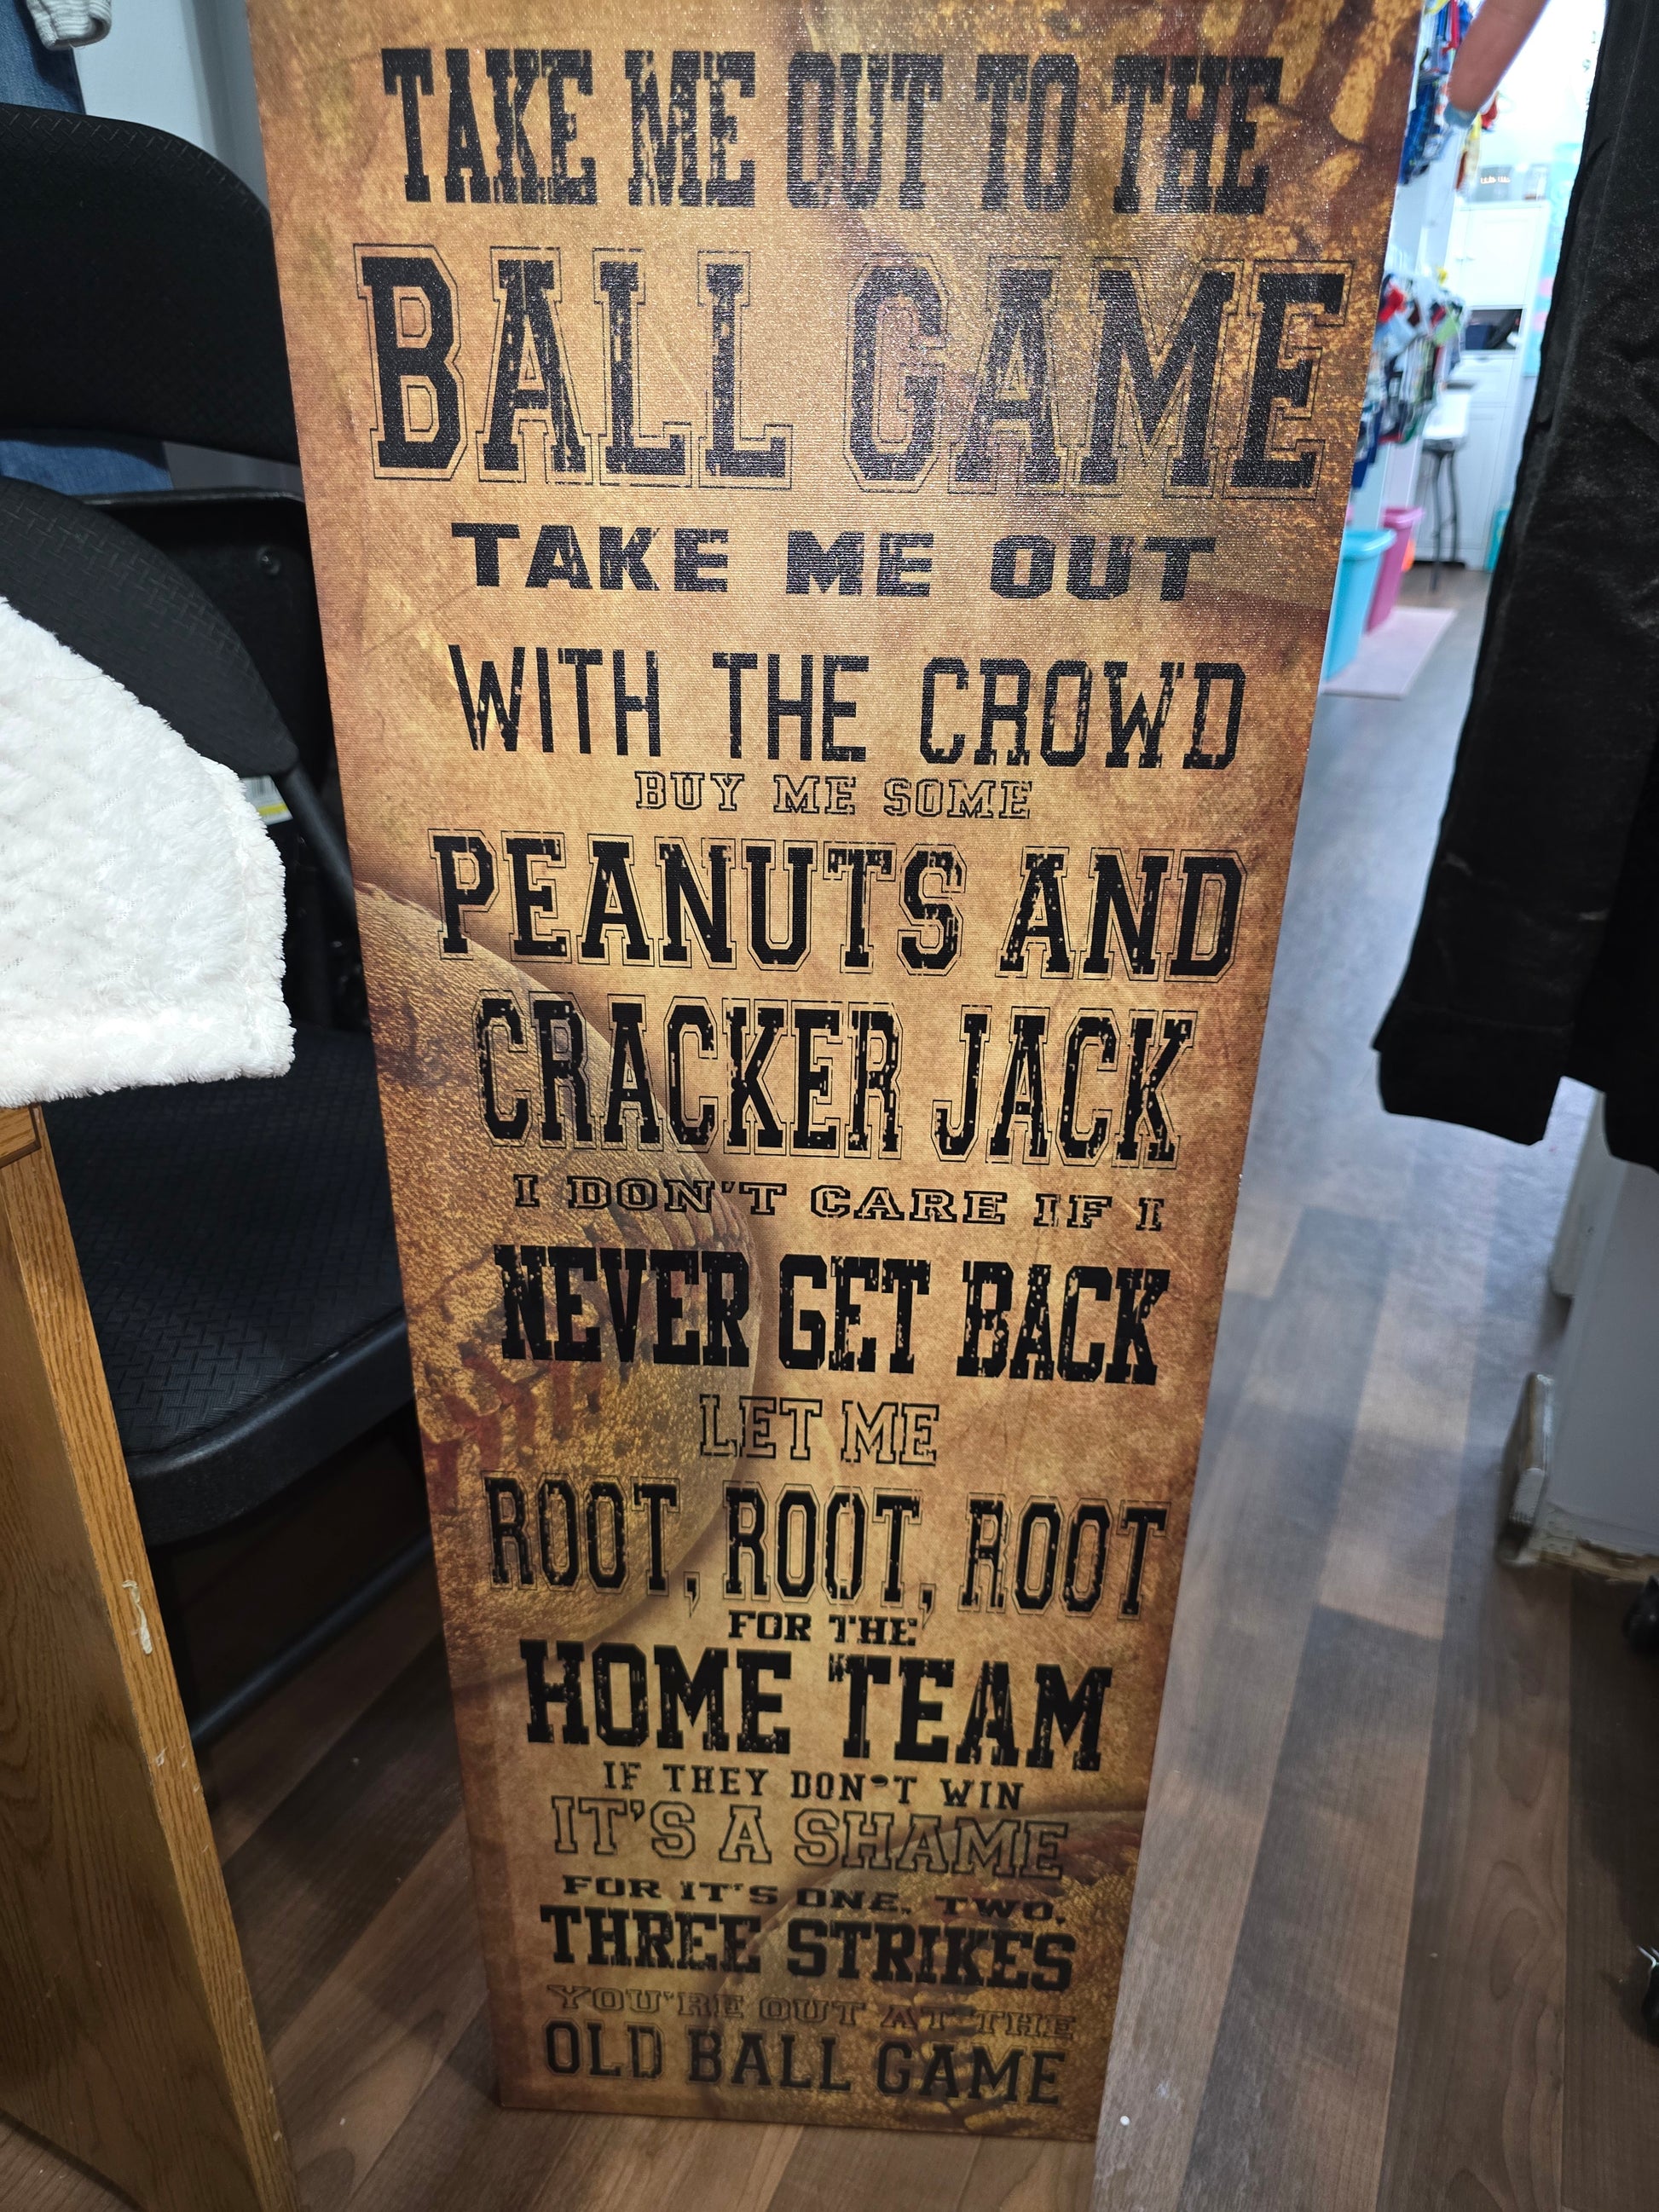 TAKE ME OUT TO THE
BALL GAME
TAKE ME OUT
WITH THE CROWD
BUY ME SOME
PEANUTS AND
CRACKER JACK
I DON'T CARE IF I
NEVER GET BACK
LET ME
ROOT, ROOT, ROOT
FOR THE
HOME TEAM
IF THEY DON'T WIN
IT'S A SHAME
FOR IT'S ONE, TWO,
THREE STRIKES
YOU'RE OUT AT THE
OLD BALL GAME